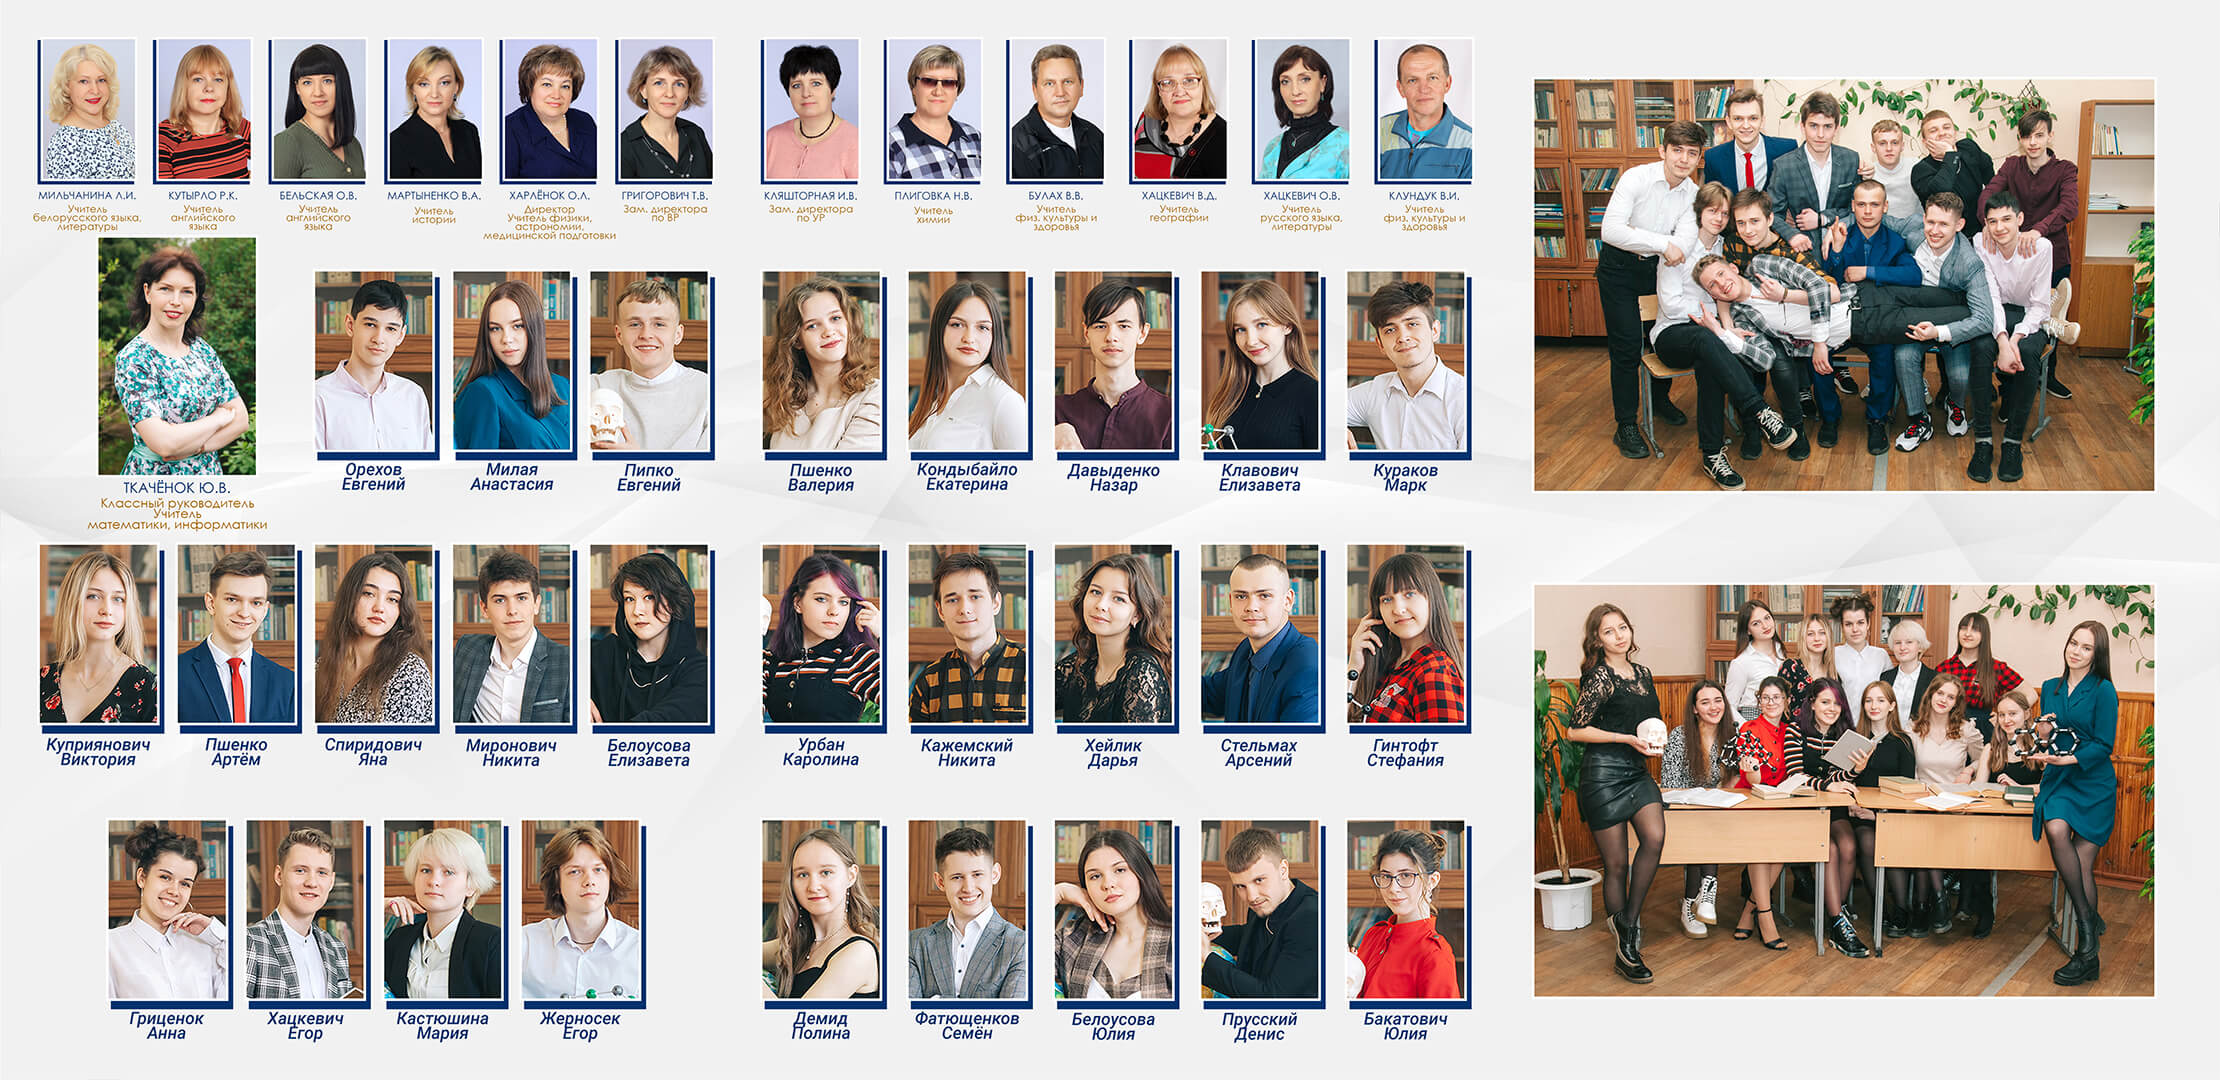 МИЛЬЧАНИНА Л.И.
Учитель
белорусского языка,
литературы
КУТЫРЛО Р.К.
Учитель
английского
языка
БЕЛЬСКАЯ О.В.
Учитель
английского
языка
МАРТЫНЕНКО В.А.
Учитель
истории
ХАРЛЁНОК О.Л.
Директор
Учитель физики,
астрономии,
медицинской подготовки
ГРИГОРОВИЧ Т.В.
Зам. директора
по ВР
КЛЯШТОРНАЯ И.В.
Зам. директора
по УР
ПЛИГОВКА Н.В.
Учитель
химии
БУЛАХ В.В.
Учитель
физ. культуры и
здоровья
ХАЦКЕВИЧ В.Д.
Учитель
географии
ХАЦКЕВИЧ О.В.
Учитель
русского языка,
литературы
КЛУНДУК В.И.
Учитель
физ. культуры и
здоровья
ТКАЧЁНОК Ю.В.
Классный руководитель
Учитель
математики, информатики
Орехов
Евгений
Милая
Анастасия
Пипко
Евгений
Пшенко
Валерия
Кондыбайло
Екатерина
Давыденко
Назар
Клавович
Елизавета
Кураков
Марк
Куприянович
Виктория
Пшенко
Артём
Спиридович
Яна
Миронович
Никита
Белоусова
Елизавета
Урбан
Каролина
Кажемский
Никита
Хейлик
Дарья
Стельмах
Арсений
Гинтофт
Стефания
Гриценок
Анна
Хацкевич
Егор
Кастюшина
Мария
Жерносек
Егор
Демид
Полина
Фатющенков
Семён
Белоусова
Юлия
Прусский
Денис
Бакатович
Юлия